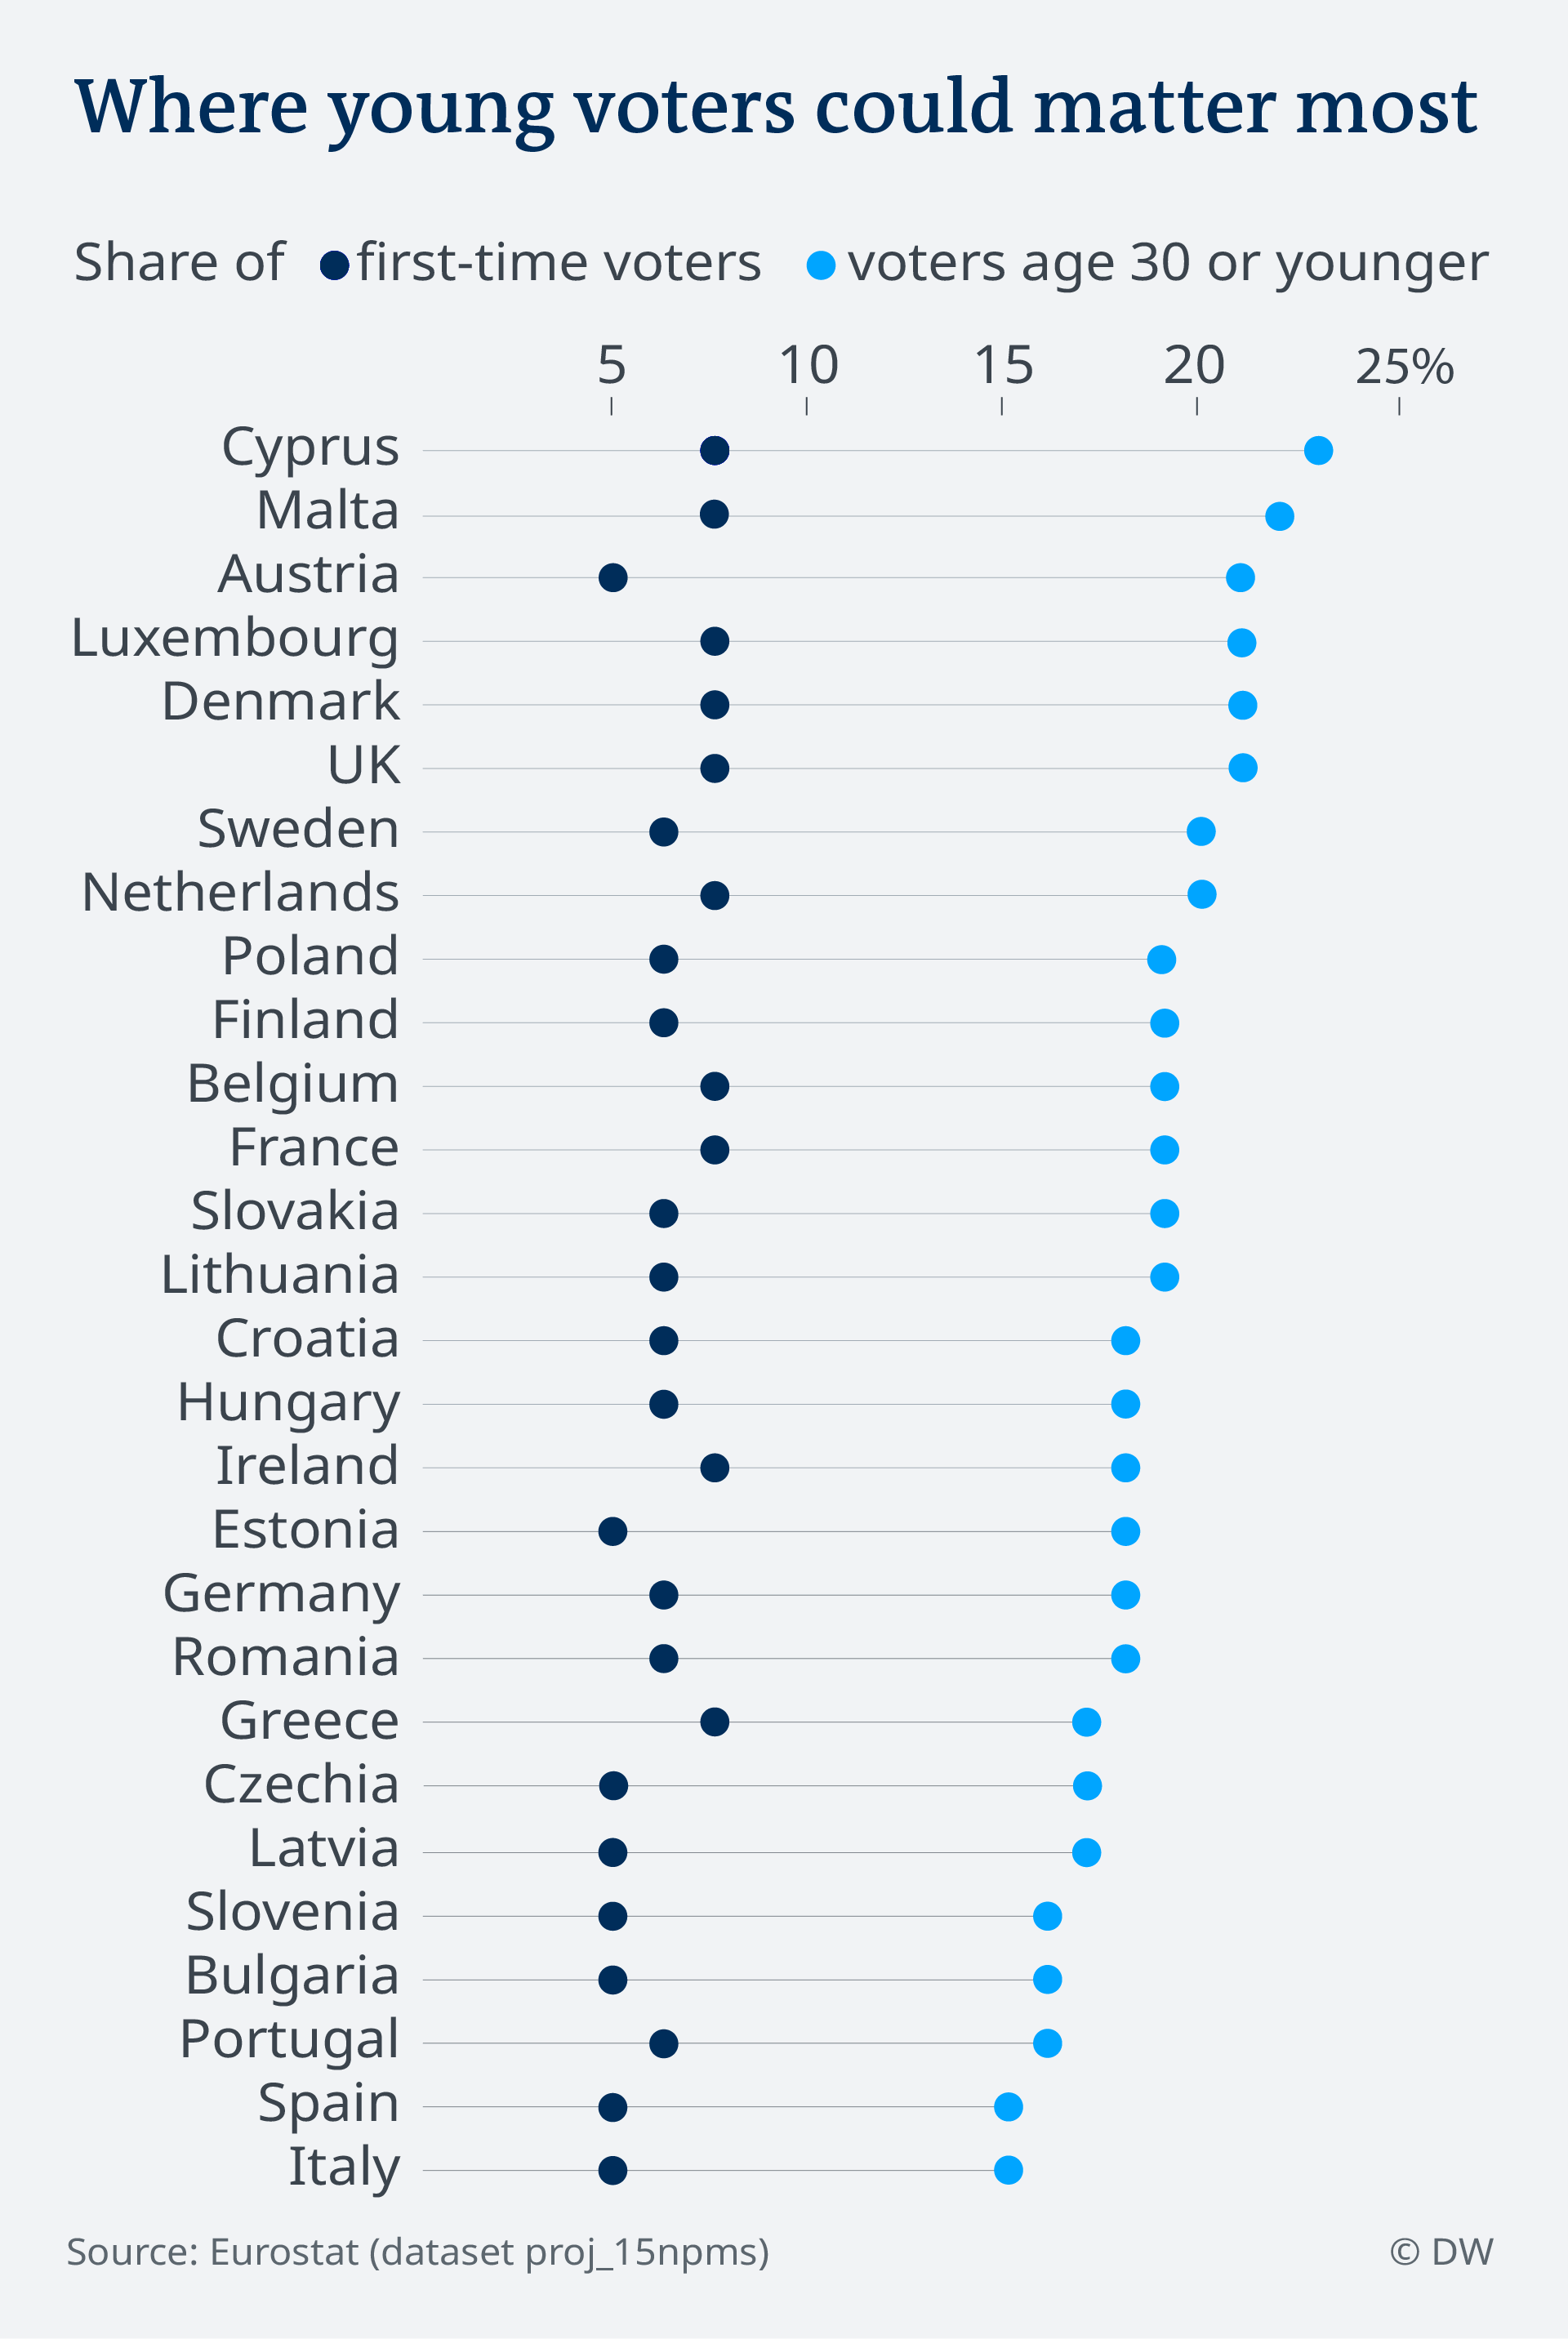 Where young voters could matter most
Share of first-time voters voters age 30 or younger
5 10 15 20 25%
Cyprus
Malta
Austria
Luxembourg
Denmark
UK
Sweden
Netherlands
Poland
Finland
Belgium
France
Slovakia
Lithuania
Croatia
Hungary
Ireland
Estonia
Germany
Romania
Greece
Czechia
Latvia
Slovenia
Bulgaria
Portugal
Spain
Italy
Source: Eurostat (dataset proj_15npms) © DW